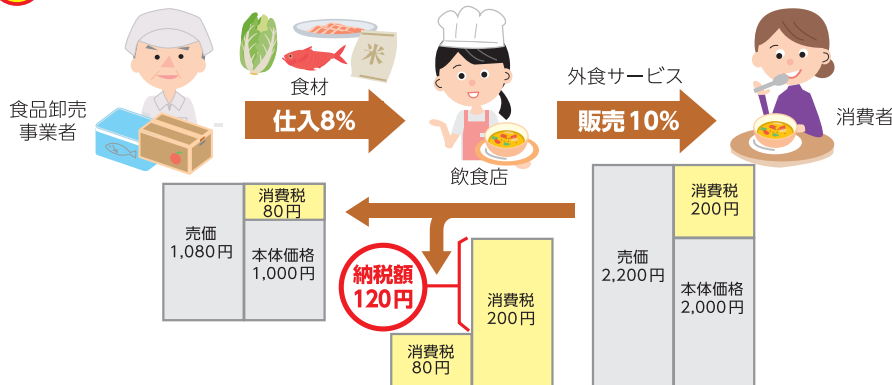 食品卸売
事業者
食材
仕入8%
米
飲食店
外食サービス
販売10%
消費者
売価
1,080円
消費税
80円
本体価格
1,000円
納税額
120円
消費税
80円
消費税
200円
売価
2,200円
消費税
200円
本体価格
2,000円